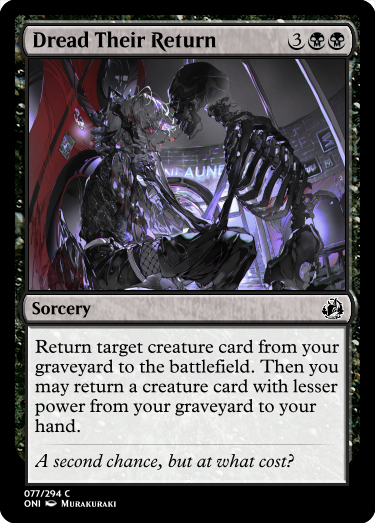 Dread Their Return 3
Sorcery
Return target creature card from your
graveyard to the battlefield. Then you
may return a creature card with lesser
power from your graveyard to your
hand.
A second chance, but at what cost?
077/294 C
ONI Murakuraki